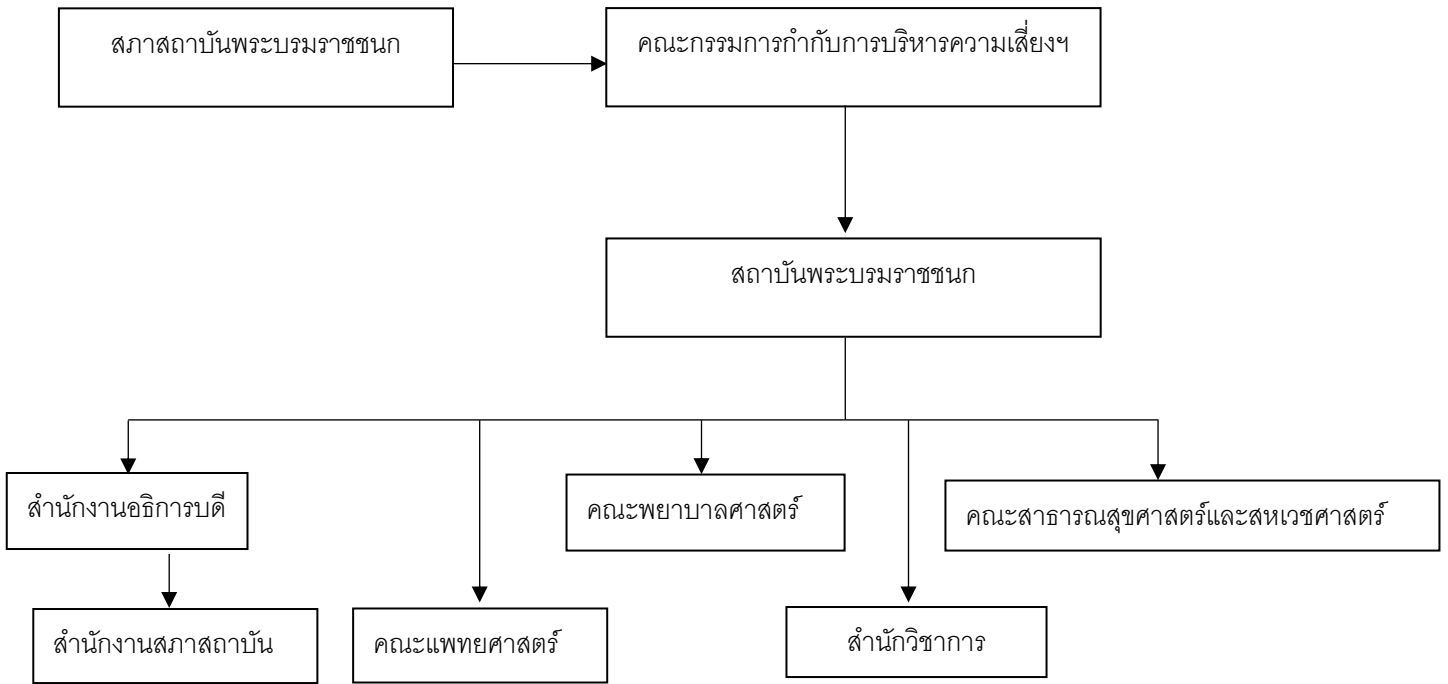 สภาสถาบันพระบรมราชชนก
คณะกรรมการกำกับการบริหารความเสี่ยงฯ
สถาบันพระบรมราชชนก
สำนักงานอธิการบดี
คณะพยาบาลศาสตร์
คณะสาธารณสุขศาสตร์และสหเวชศาสตร์
สำนักงานสภาสถาบัน
คณะแพทยศาสตร์
สำนักวิชาการ